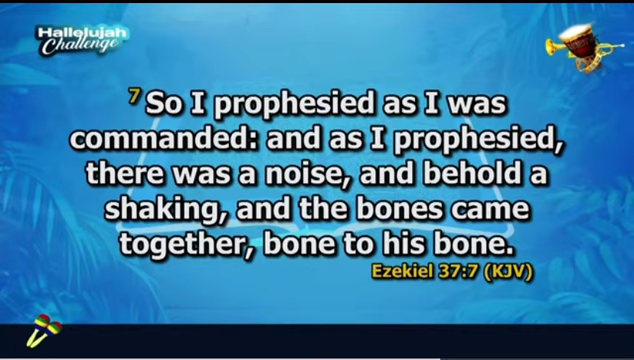 Hallelujah
Challenge
7 So I prophesied as I was
commanded: and as I prophesied,
there was a noise, and behold a
shaking, and the bones came
together, bone to his bone.
Ezekiel 37:7 (KJV)